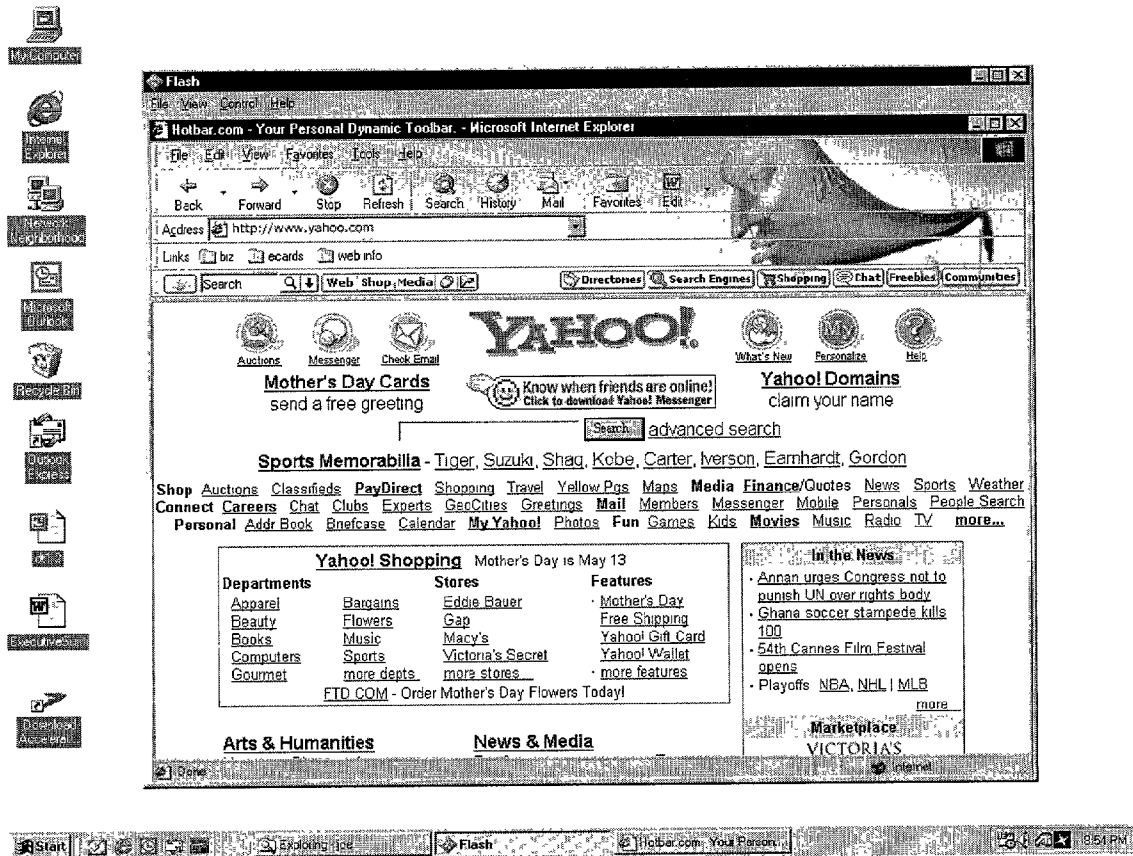 My Computer
Internet
Explorer
Network
Neighborhood
Microsoft
Outlook
Recycle Bin
Outlook
Express
Download
Flash
File View Control Help
Hotbar.com - Your Personal Dynamic Toolbar. - Microsoft Internet Explorer
File Edit View Favorites Tools Help
Back Forward Stop Refresh Search History Mail Favorites Edit
Address http://www.yahoo.com
Links biz ecards web info
Search Web Shop Media Directories Search Engines Shopping Chat Freebies Communities
YAHOO!
Auctions Messenger Check Email What's New Personalize Help
Mother's Day Cards
send a free greeting
Know when friends are online!
Click to download Yahoo! Messenger
Yahoo! Domains
claim your name
Search advanced search
Sports Memorabilia - Tiger, Suzuki, Shaq, Kobe, Carter, Iverson, Earnhardt, Gordon
Shop Auctions Classifieds PayDirect Shopping Travel Yellow Pgs Maps Media Finance/Quotes News Sports Weather
Connect Careers Chat Clubs Experts GeoCities Greetings Mail Members Messenger Mobile Personals People Search
Personal Addr Book Briefcase Calendar My Yahoo! Photos Fun Games Kids Movies Music Radio TV more...
Yahoo! Shopping Mother's Day is May 13
Departments Stores Features
Apparel Bargains Eddie Bauer · Mother's Day
Beauty Flowers Gap Free Shipping
Books Music Macy's Yahoo! Gift Card
Computers Sports Victoria's Secret Yahoo! Wallet
Gourmet more depts more stores · more features
FTD COM - Order Mother's Day Flowers Today!
In the News
· Annan urges Congress not to
punish UN over rights body
· Ghana soccer stampede kills
100
· 54th Cannes Film Festival
opens
· Playoffs NBA, NHL | MLB
more
Marketplace
VICTORIA'S
Arts & Humanities News & Media
Done Internet
Start Exploring Flash Hotbar.com - Your Person... 8:51 PM